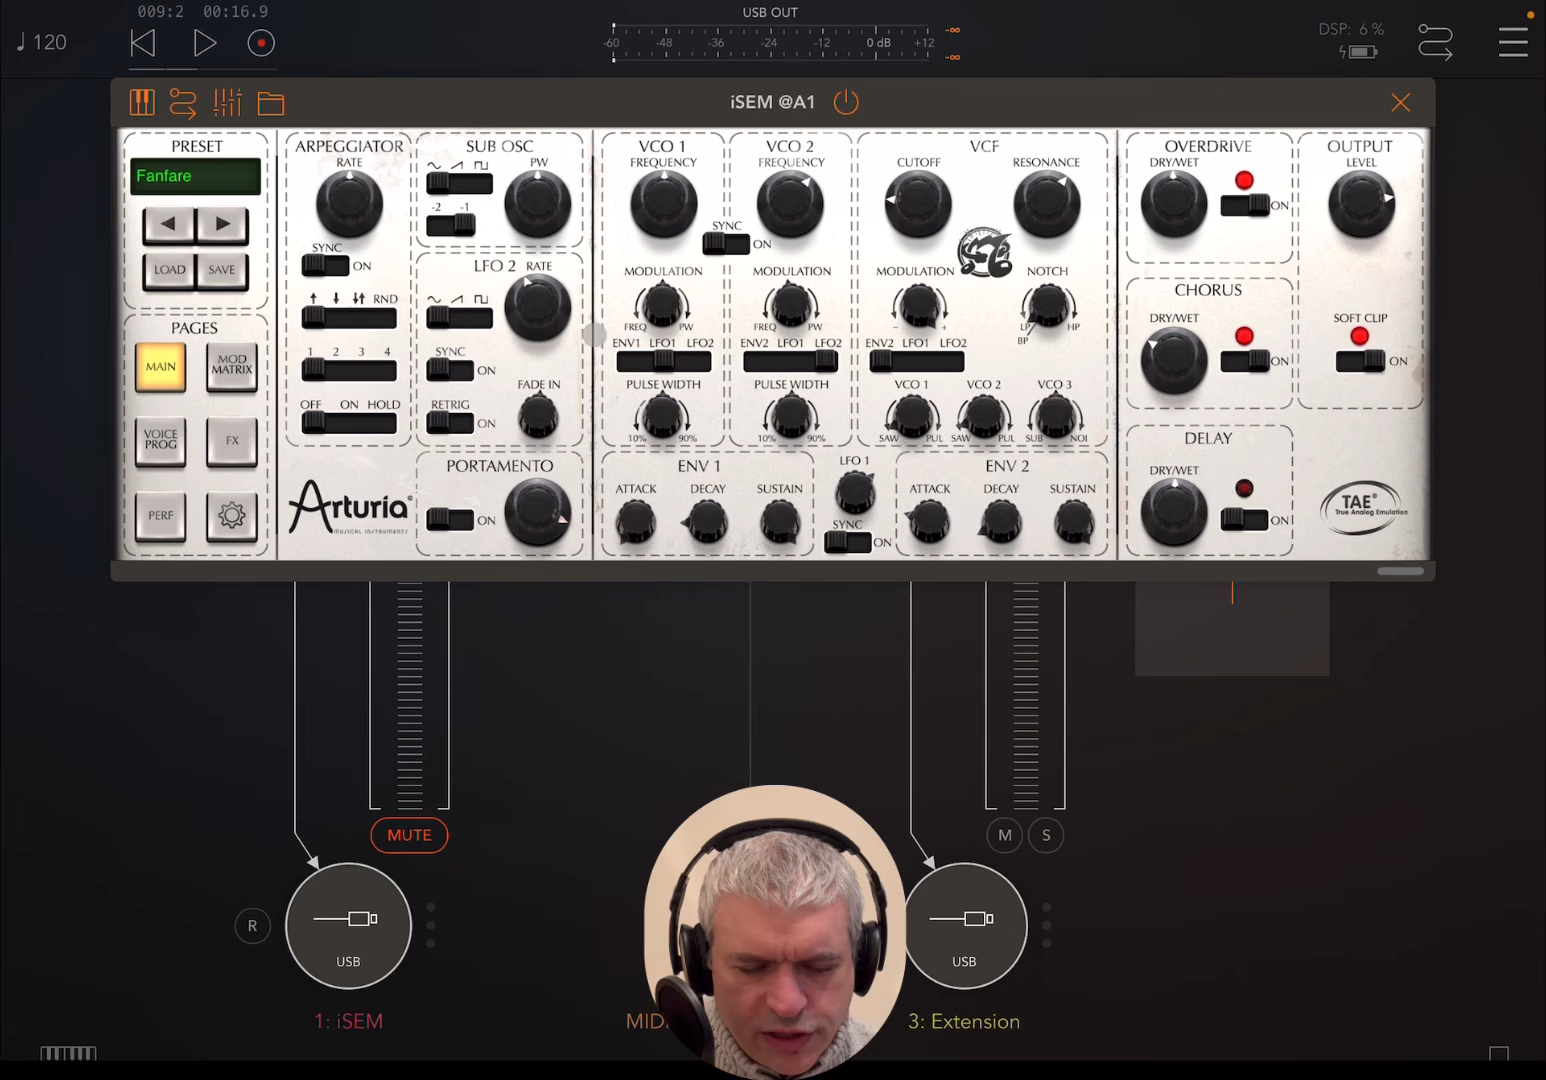 009:2 00:16.9
♩ 120
USB OUT
-60 -48 -36 -24 -12 0 dB +12
-∞
-∞
DSP: 6 %
iSEM @A1
PRESET
Fanfare
LOAD SAVE
PAGES
MAIN
MOD MATRIX
VOICE PROG
FX
PERF
ARPEGGIATOR
RATE
SYNC
ON
RND
1 2 3 4
OFF ON HOLD
Arturia
MUSICAL INSTRUMENTS
SUB OSC
PW
-2 -1
LFO 2 RATE
SYNC
ON
FADE IN
RETRIG
ON
PORTAMENTO
ON
VCO 1
FREQUENCY
SYNC
ON
MODULATION
FREQ PW
ENV1 LFO1 LFO2
PULSE WIDTH
10% 90%
VCO 2
FREQUENCY
MODULATION
FREQ PW
ENV2 LFO1 LFO2
PULSE WIDTH
10% 90%
VCF
CUTOFF RESONANCE
MODULATION NOTCH
- +
LP HP
BP
ENV2 LFO1 LFO2
VCO 1 VCO 2 VCO 3
SAW PUL SAW PUL SUB NOI
ENV 1
ATTACK DECAY SUSTAIN
LFO 1
SYNC
ON
ENV 2
ATTACK DECAY SUSTAIN
OVERDRIVE
DRY/WET
ON
CHORUS
DRY/WET
ON
DELAY
DRY/WET
ON
OUTPUT
LEVEL
SOFT CLIP
ON
TAE®
True Analog Emulation
MUTE
M S
R
USB
USB
1: iSEM
MIDI
3: Extension